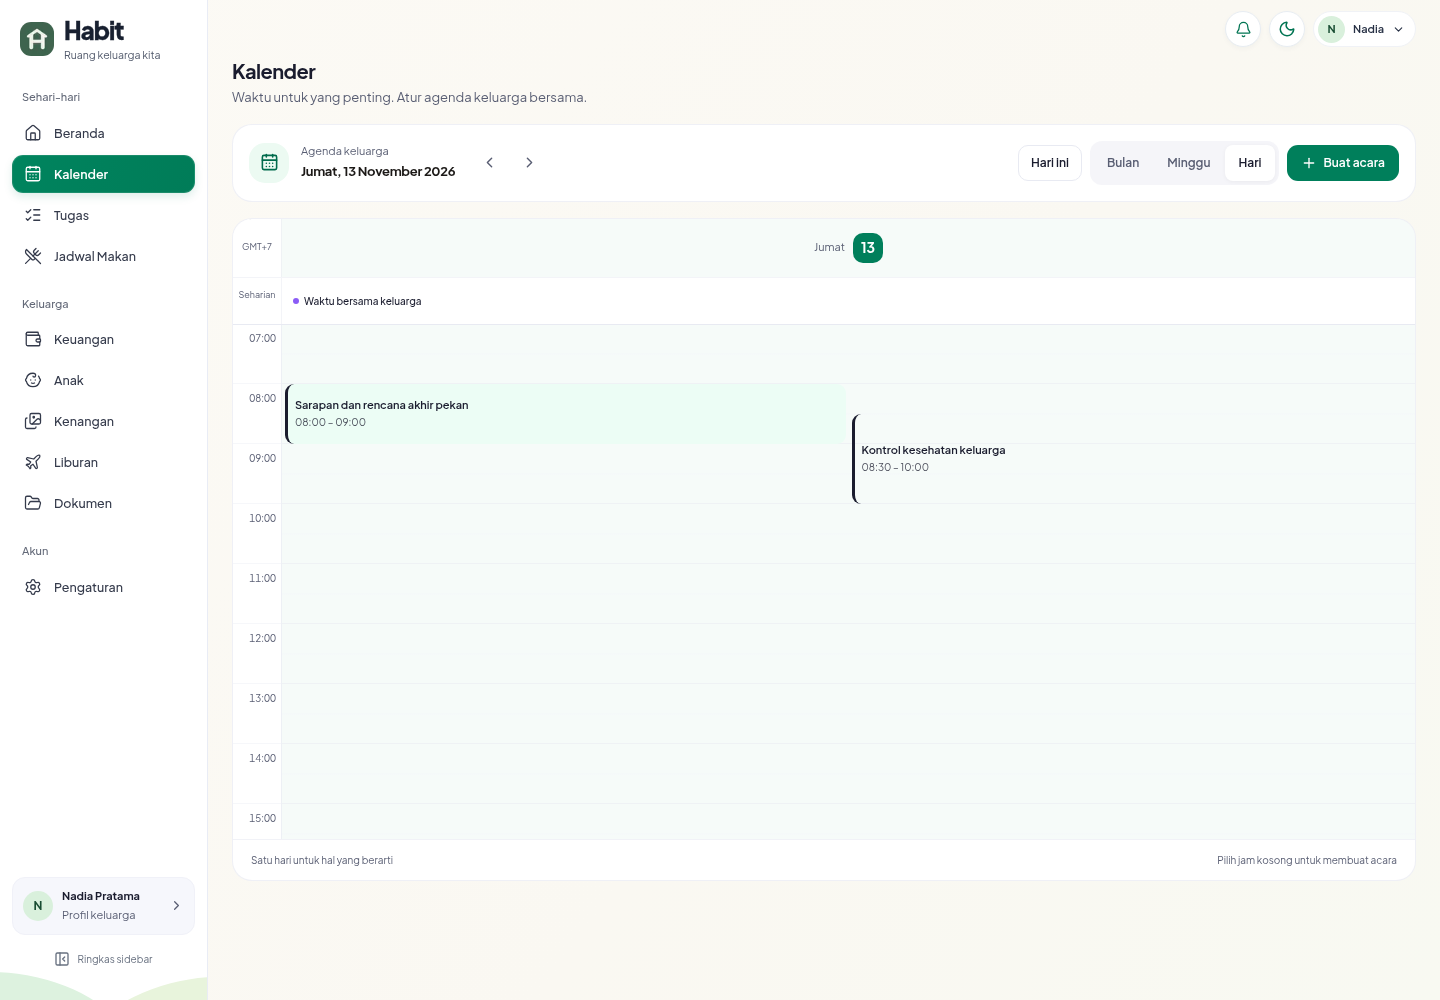 Habit
Ruang keluarga kita
Sehari-hari
Beranda
Kalender
Tugas
Jadwal Makan
Keluarga
Keuangan
Anak
Kenangan
Liburan
Dokumen
Akun
Pengaturan
N
Nadia Pratama
Profil keluarga
Ringkas sidebar
N
Nadia
Kalender
Waktu untuk yang penting. Atur agenda keluarga bersama.
Agenda keluarga
Jumat, 13 November 2026
Hari ini
Bulan
Minggu
Hari
Buat acara
GMT+7
Jumat 13
Seharian
Waktu bersama keluarga
07:00
08:00
Sarapan dan rencana akhir pekan
08:00 – 09:00
Kontrol kesehatan keluarga
08:30 – 10:00
09:00
10:00
11:00
12:00
13:00
14:00
15:00
Satu hari untuk hal yang berarti
Pilih jam kosong untuk membuat acara